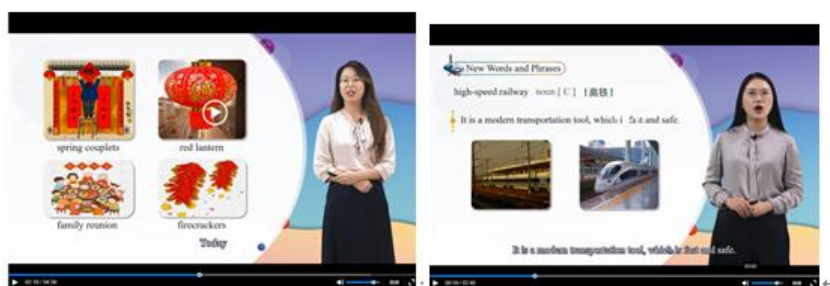 spring couplets
red lantern
family reunion
firecrackers
Today
New Words and Phrases
high-speed railway noun [ C ] [高铁]
It is a modern transportation tool, which i fast and safe.
It is a modern transportation tool, which is fast and safe.